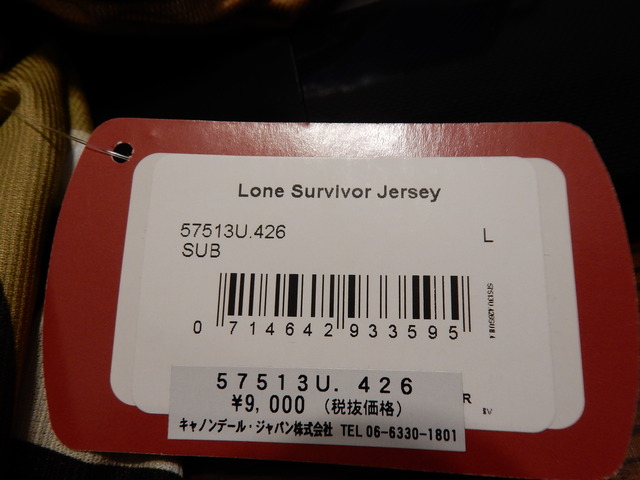 Lone Survivor Jersey
57513U.426
L
SUB
0 714642 933595
R
57513U. 426
¥9,000 (税抜価格)
キャノンデール・ジャパン株式会社 TEL 06-6330-1801